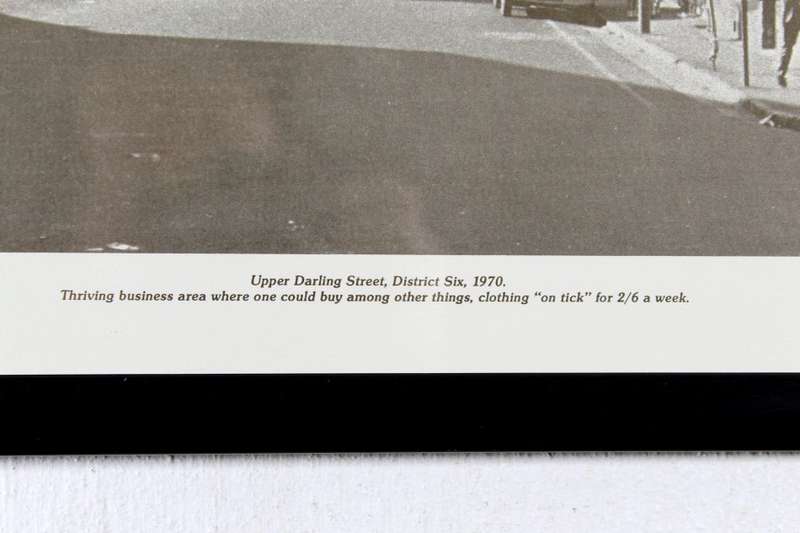 Upper Darling Street, District Six, 1970.
Thriving business area where one could buy among other things, clothing “on tick” for 2/6 a week.